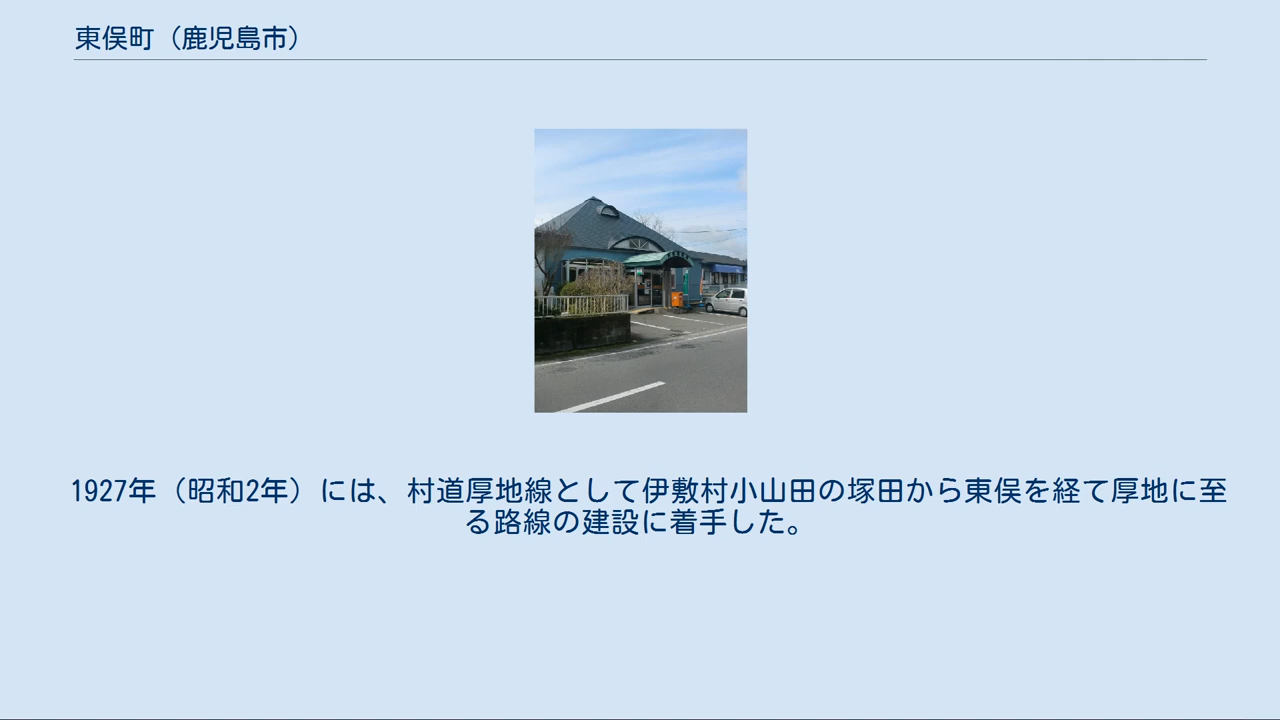 東俣町（鹿児島市）
1927年（昭和2年）には、村道厚地線として伊敷村小山田の塚田から東俣を経て厚地に至
る路線の建設に着手した。